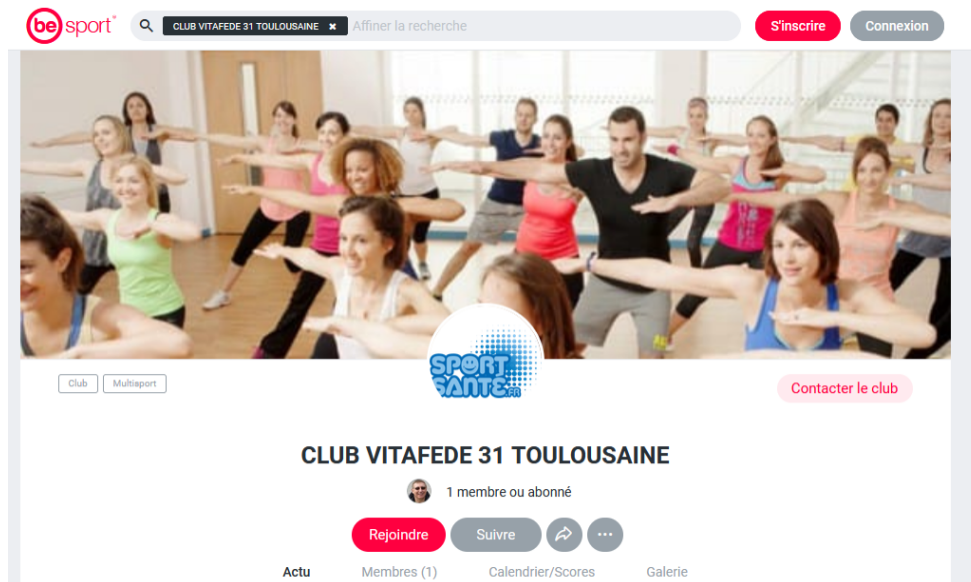 be sport
CLUB VITAFEDE 31 TOULOUSAINE × Affiner la recherche
S'inscrire
Connexion
SPORT
SANTÉ.FR
Club
Multisport
Contacter le club
CLUB VITAFEDE 31 TOULOUSAINE
1 membre ou abonné
Rejoindre
Suivre
...
Actu
Membres (1)
Calendrier/Scores
Galerie